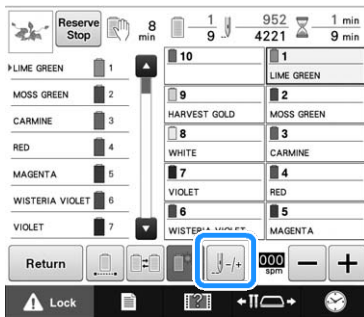 Reserve Stop
8 min
1 9
952 4221
1 min 9 min
LIME GREEN 1
MOSS GREEN 2
CARMINE 3
RED 4
MAGENTA 5
WISTERIA VIOLET 6
VIOLET 7
10
1 LIME GREEN
9 HARVEST GOLD
2 MOSS GREEN
8 WHITE
3 CARMINE
7 VIOLET
4 RED
6 WISTERIA VIOLET
5 MAGENTA
Return
-/+
spm
- +
Lock
?